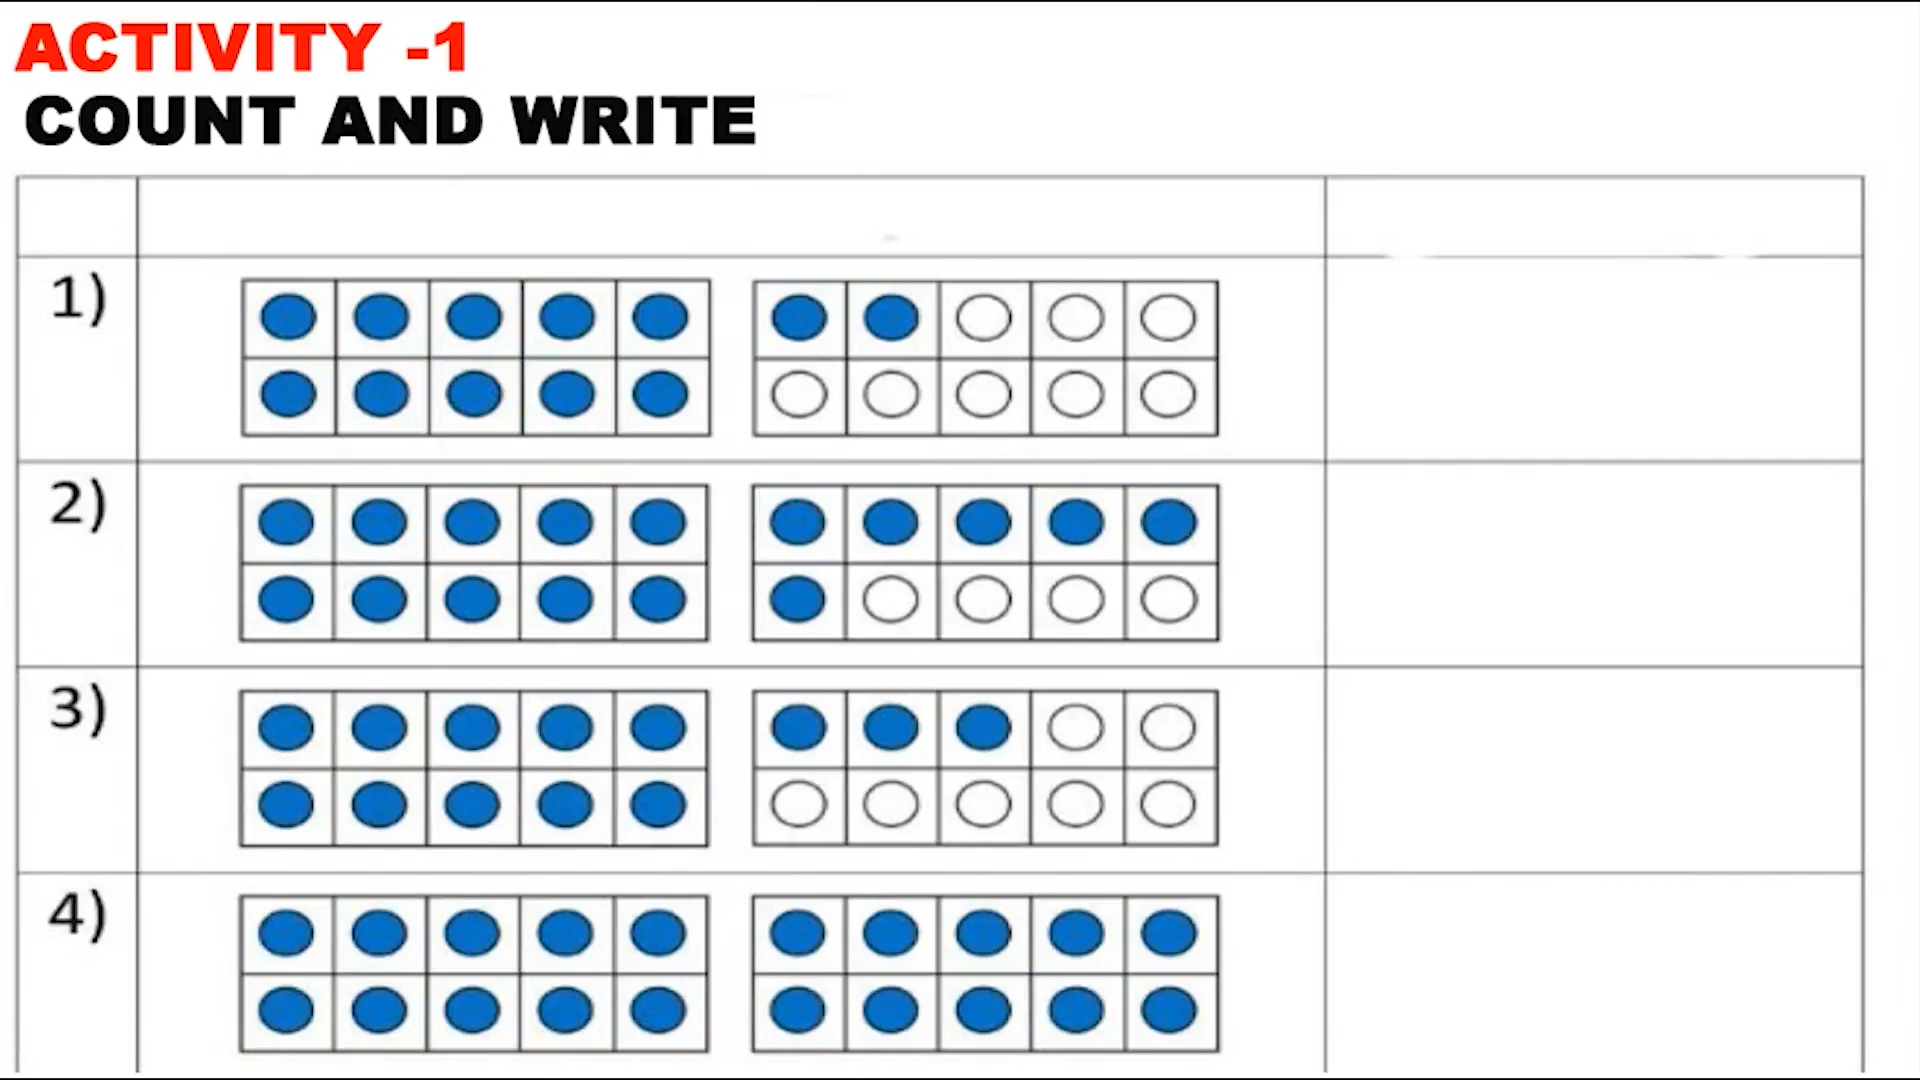 ACTIVITY -1
COUNT AND WRITE
1)
2)
3)
4)